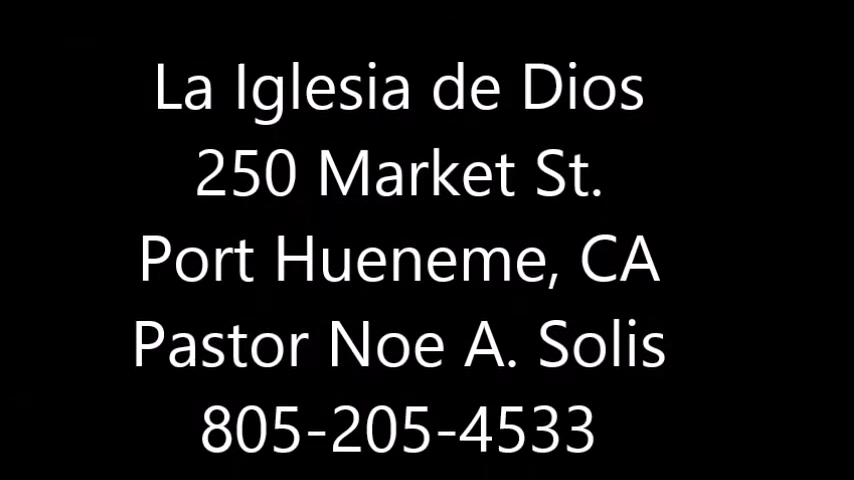 La Iglesia de Dios
250 Market St.
Port Hueneme, CA
Pastor Noe A. Solis
805-205-4533